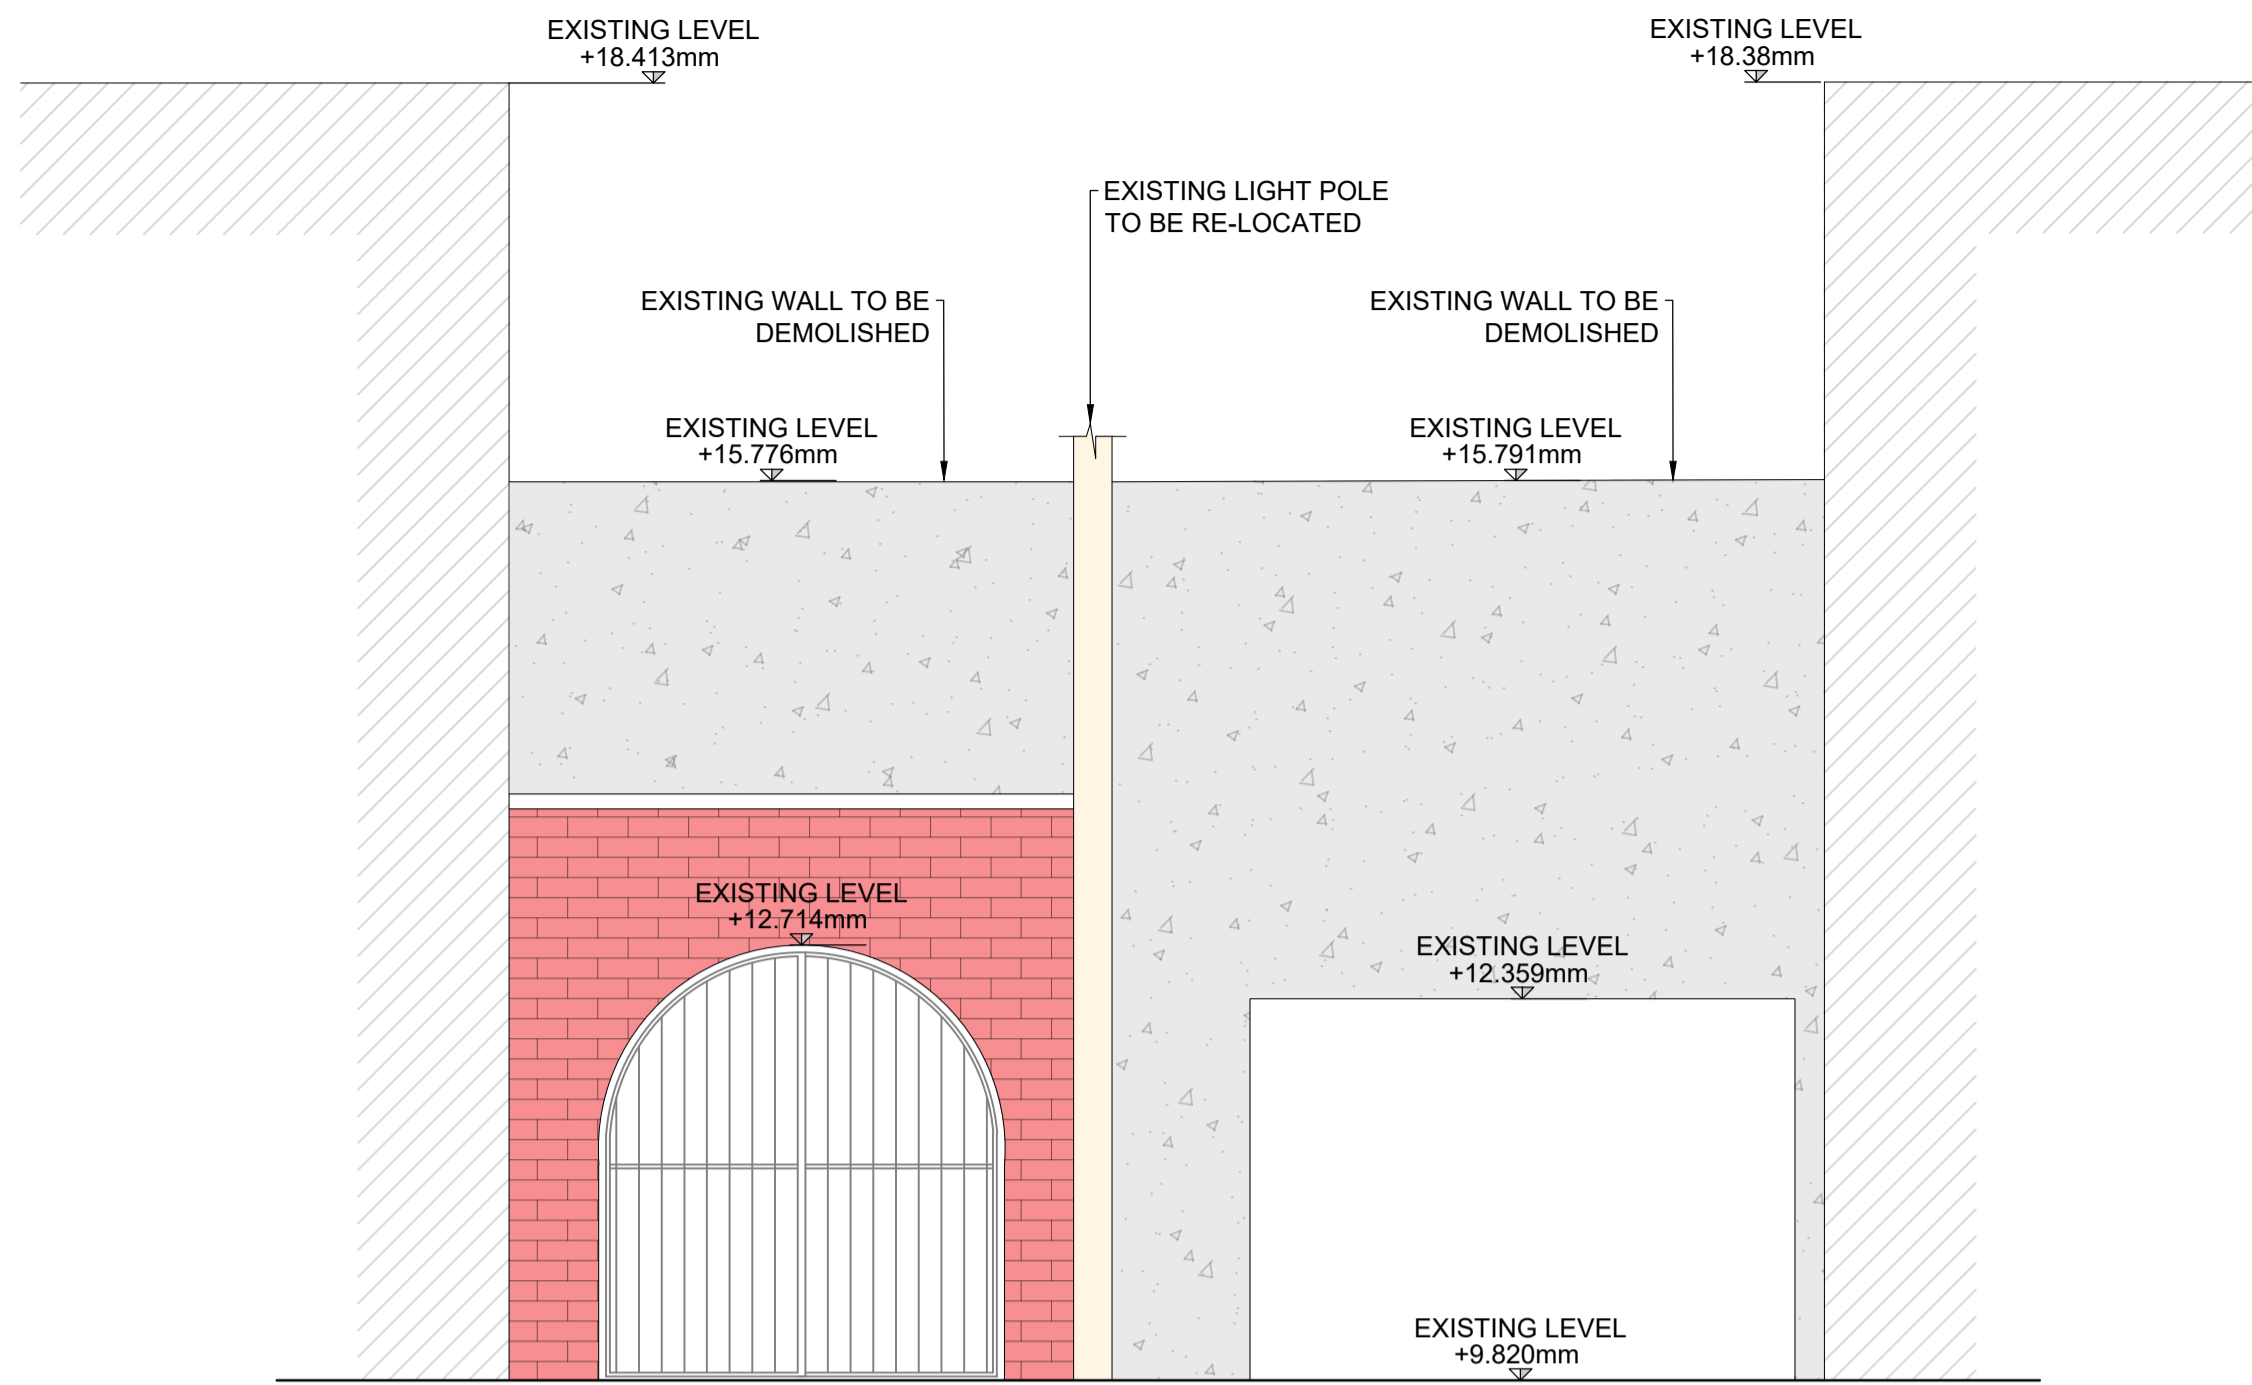 EXISTING LEVEL
+18.413mm
EXISTING LEVEL
+18.38mm
EXISTING LIGHT POLE
TO BE RE-LOCATED
EXISTING WALL TO BE
DEMOLISHED
EXISTING WALL TO BE
DEMOLISHED
EXISTING LEVEL
+15.776mm
EXISTING LEVEL
+15.791mm
EXISTING LEVEL
+12.714mm
EXISTING LEVEL
+12.359mm
EXISTING LEVEL
+9.820mm